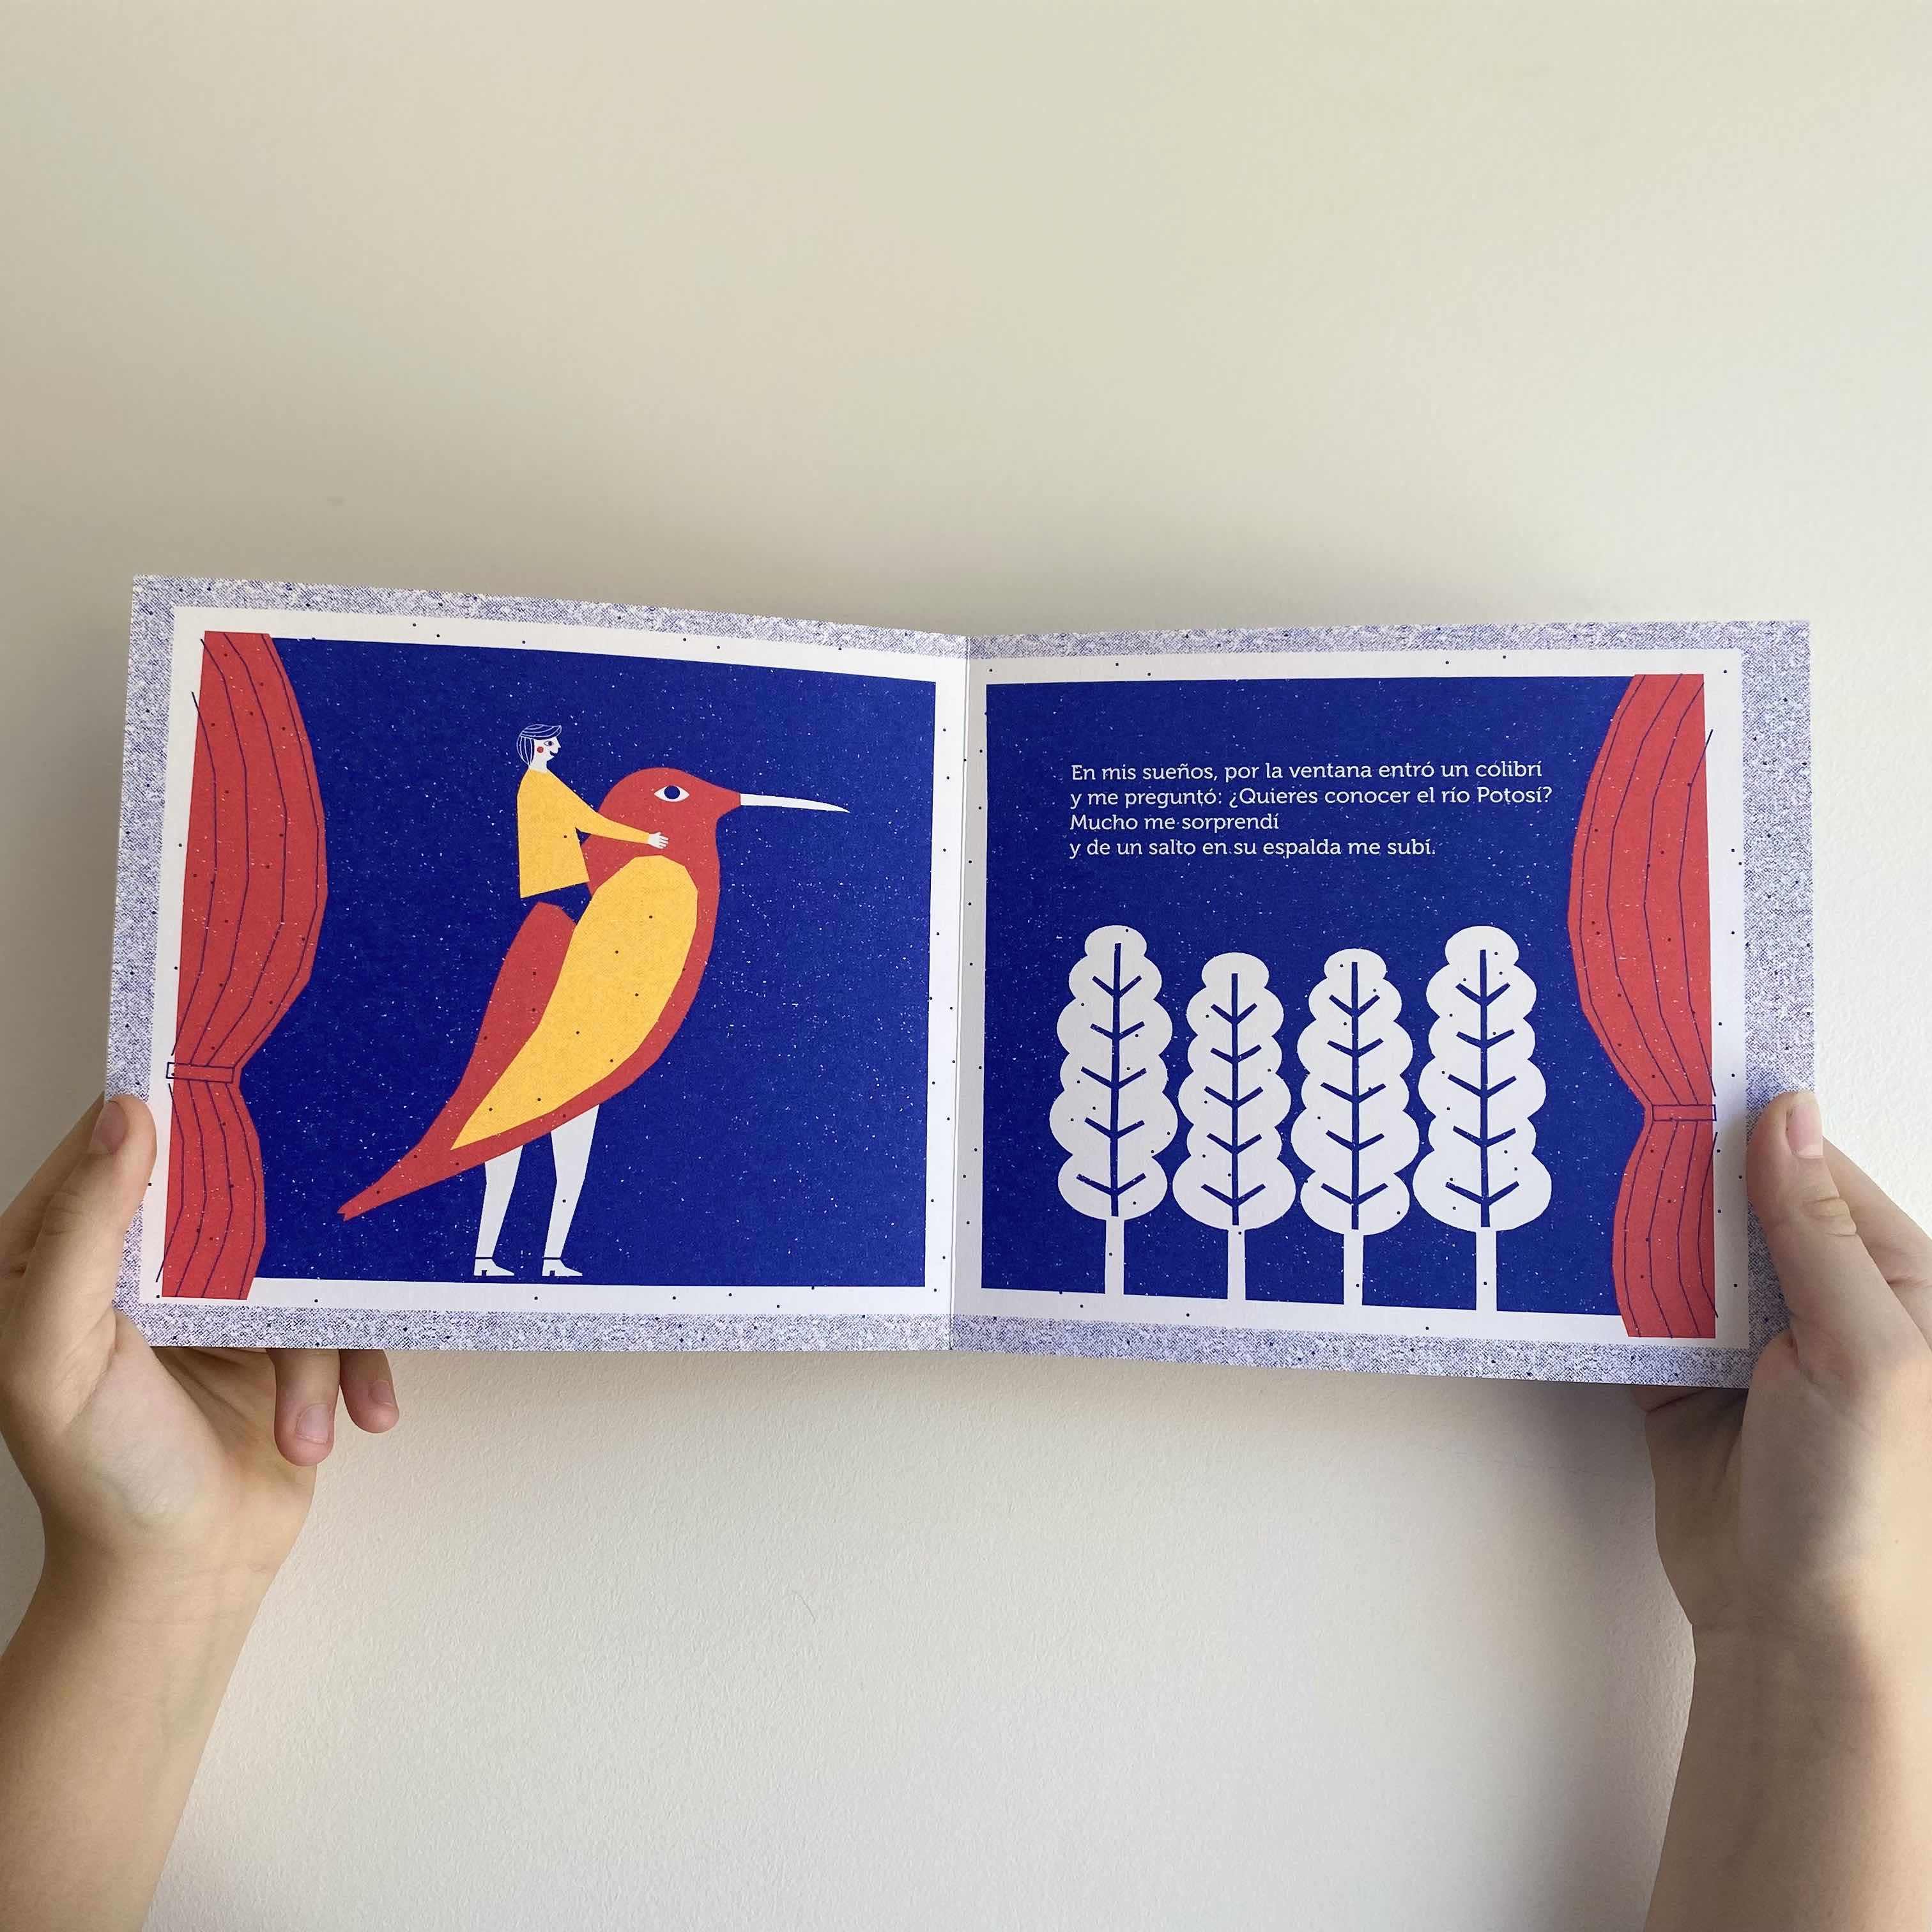 En mis sueños, por la ventana entró un colibrí
y me preguntó: ¿Quieres conocer el río Potosí?
Mucho me sorprendí
y de un salto en su espalda me subí.